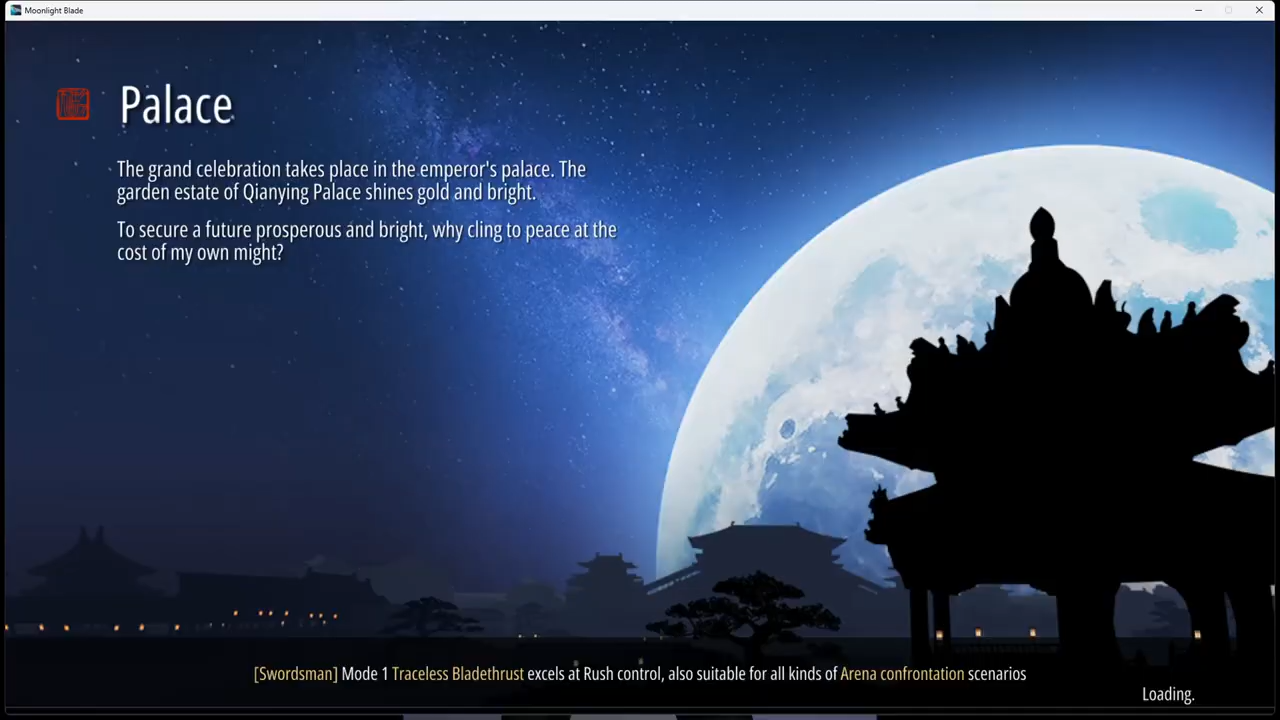 Moonlight Blade
Palace
The grand celebration takes place in the emperor's palace. The
garden estate of Qianying Palace shines gold and bright.
To secure a future prosperous and bright, why cling to peace at the
cost of my own might?
[Swordsman] Mode 1 Traceless Bladethrust excels at Rush control, also suitable for all kinds of Arena confrontation scenarios
Loading.